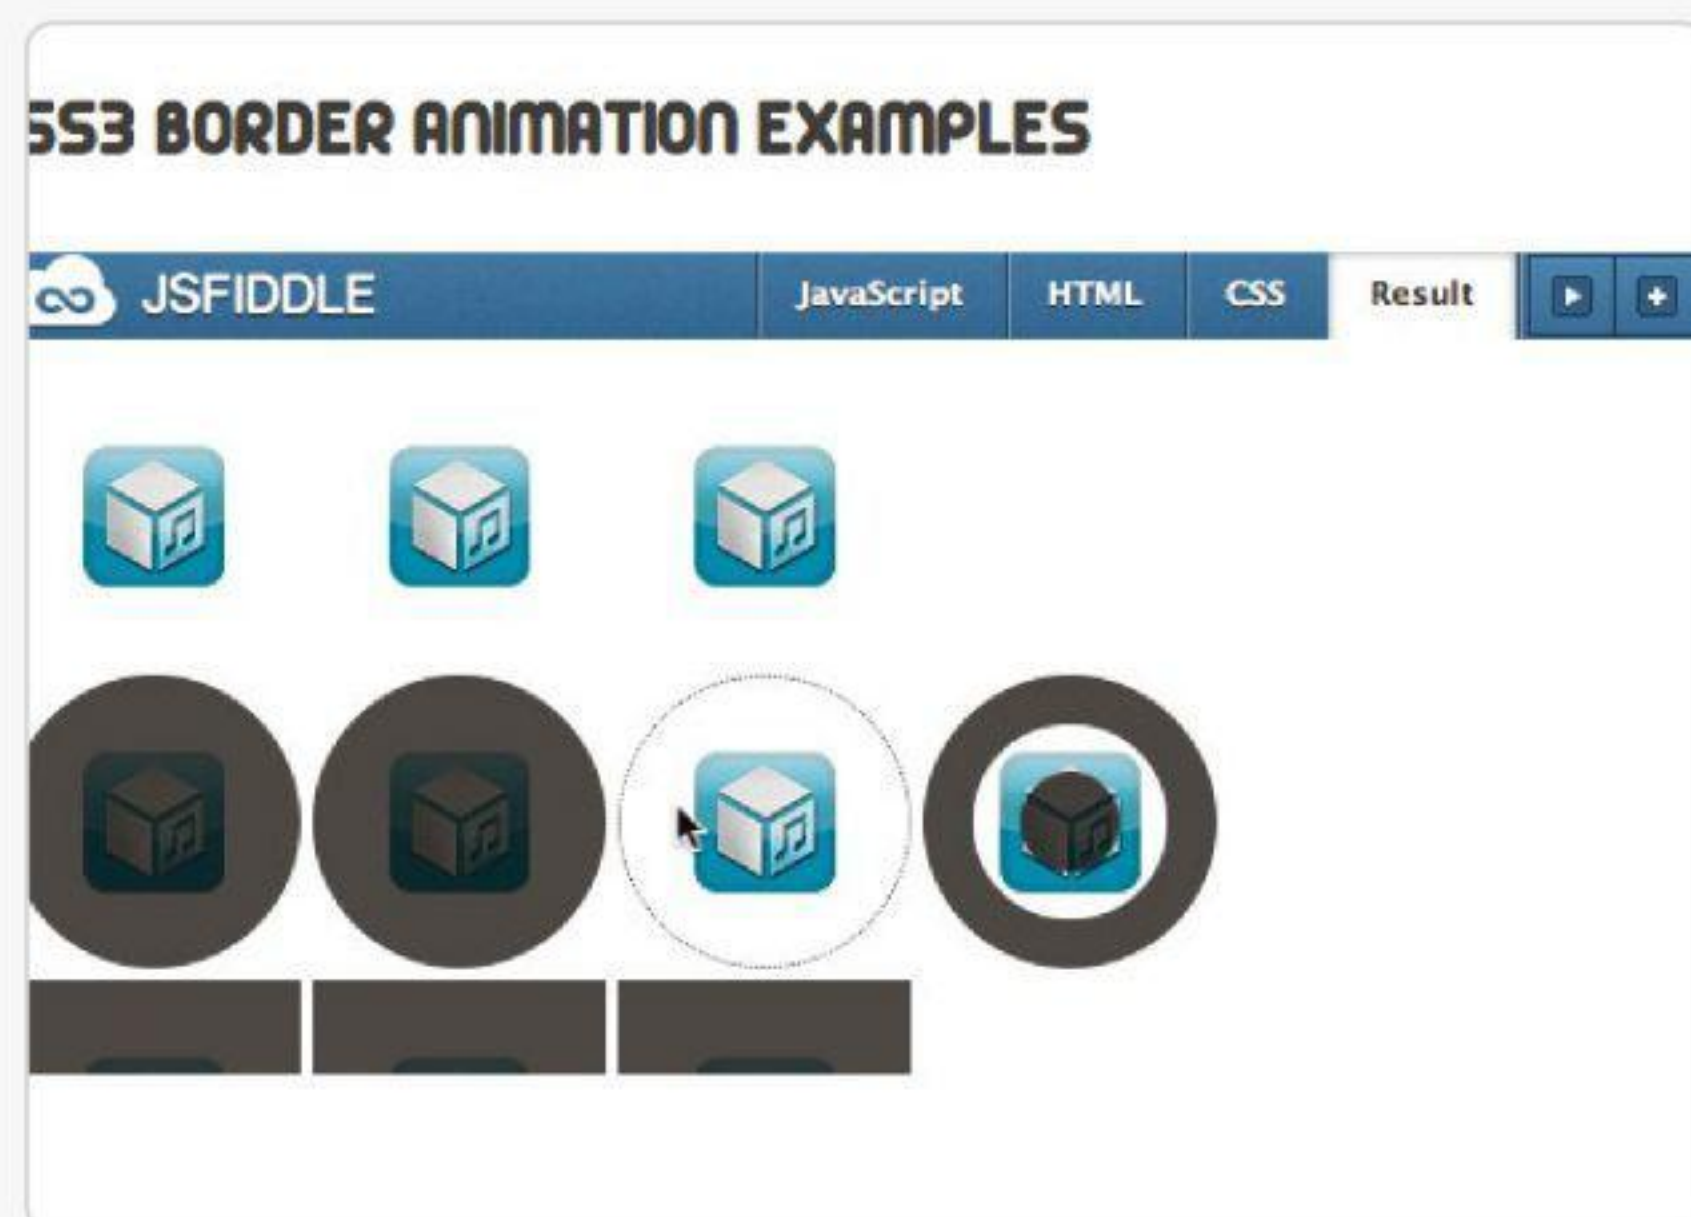 SS3 BORDER ANIMATION EXAMPLES
JSFIDDLE
JavaScript HTML CSS Result